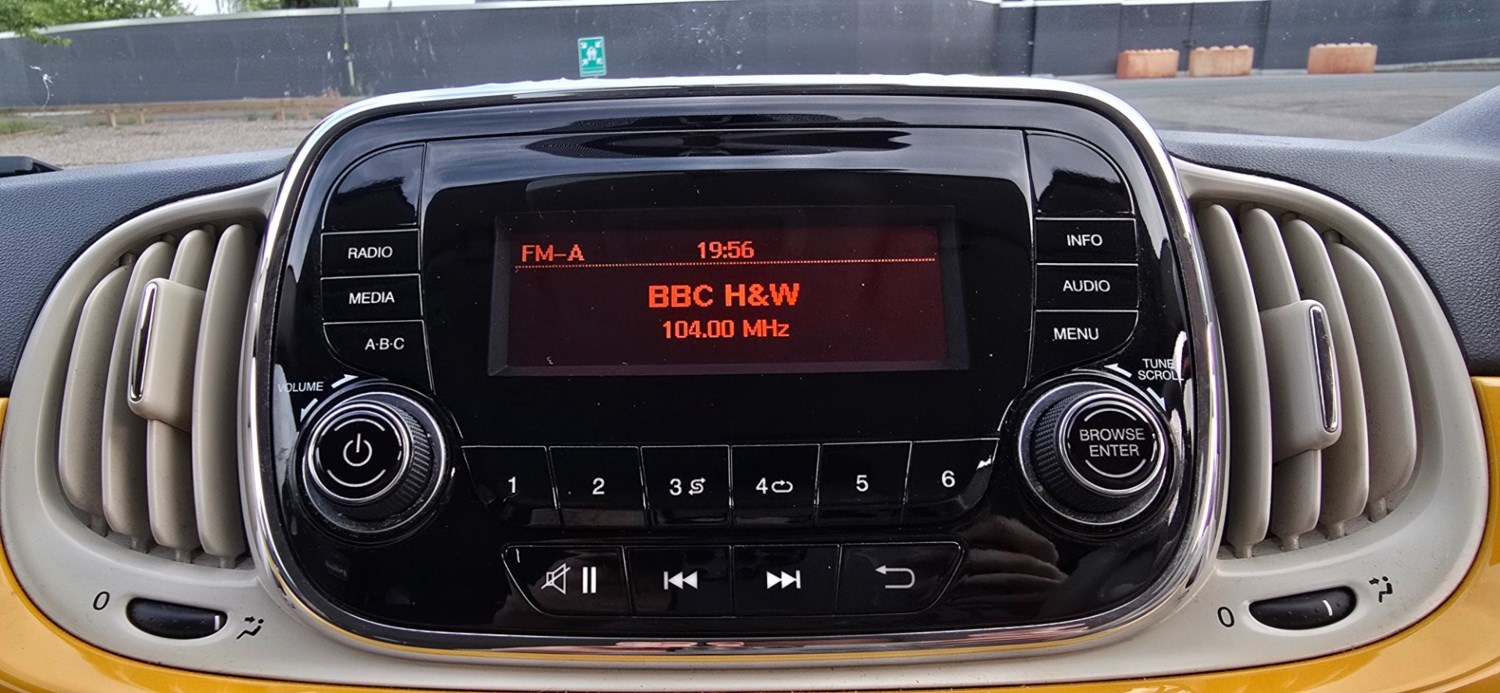 FM-A 19:56
BBC H&W
104.00 MHz
RADIO
MEDIA
A·B·C
VOLUME
INFO
AUDIO
MENU
TUNE
SCROLL
BROWSE
ENTER
1 2 3 4 5 6
0
0